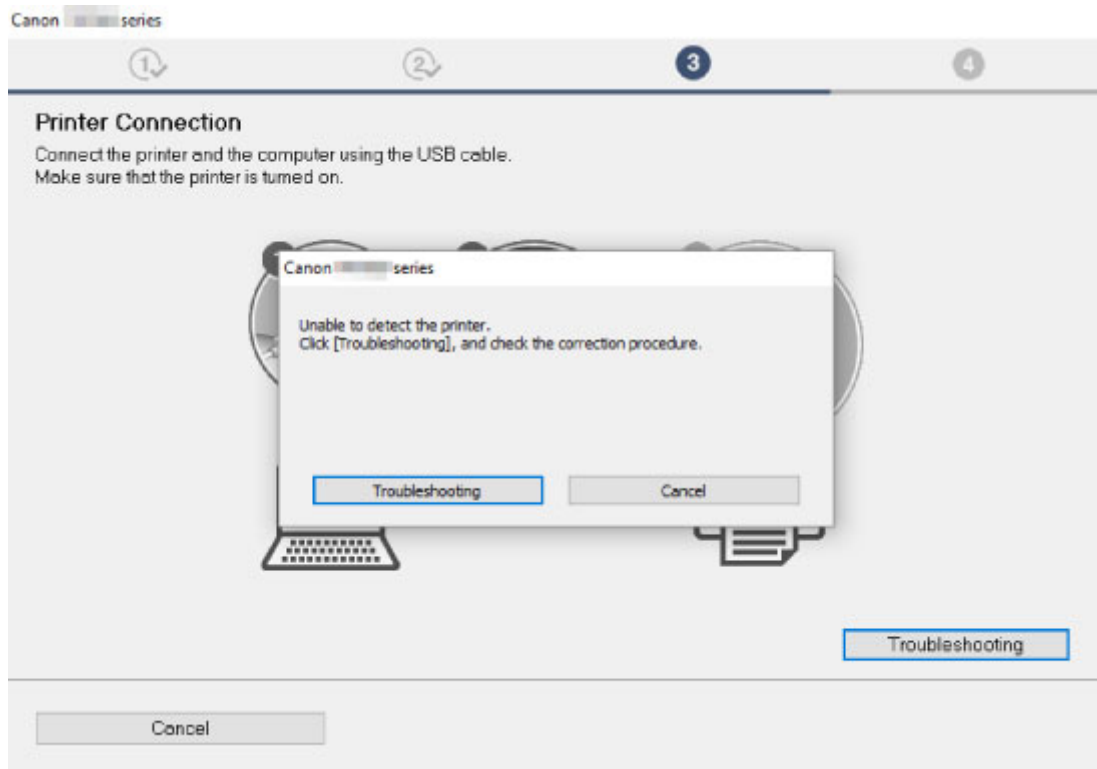 Canon series
1
2
3
4
Printer Connection
Connect the printer and the computer using the USB cable.
Make sure that the printer is turned on.
Canon series
Unable to detect the printer.
Click [Troubleshooting], and check the correction procedure.
Troubleshooting
Cancel
Troubleshooting
Cancel